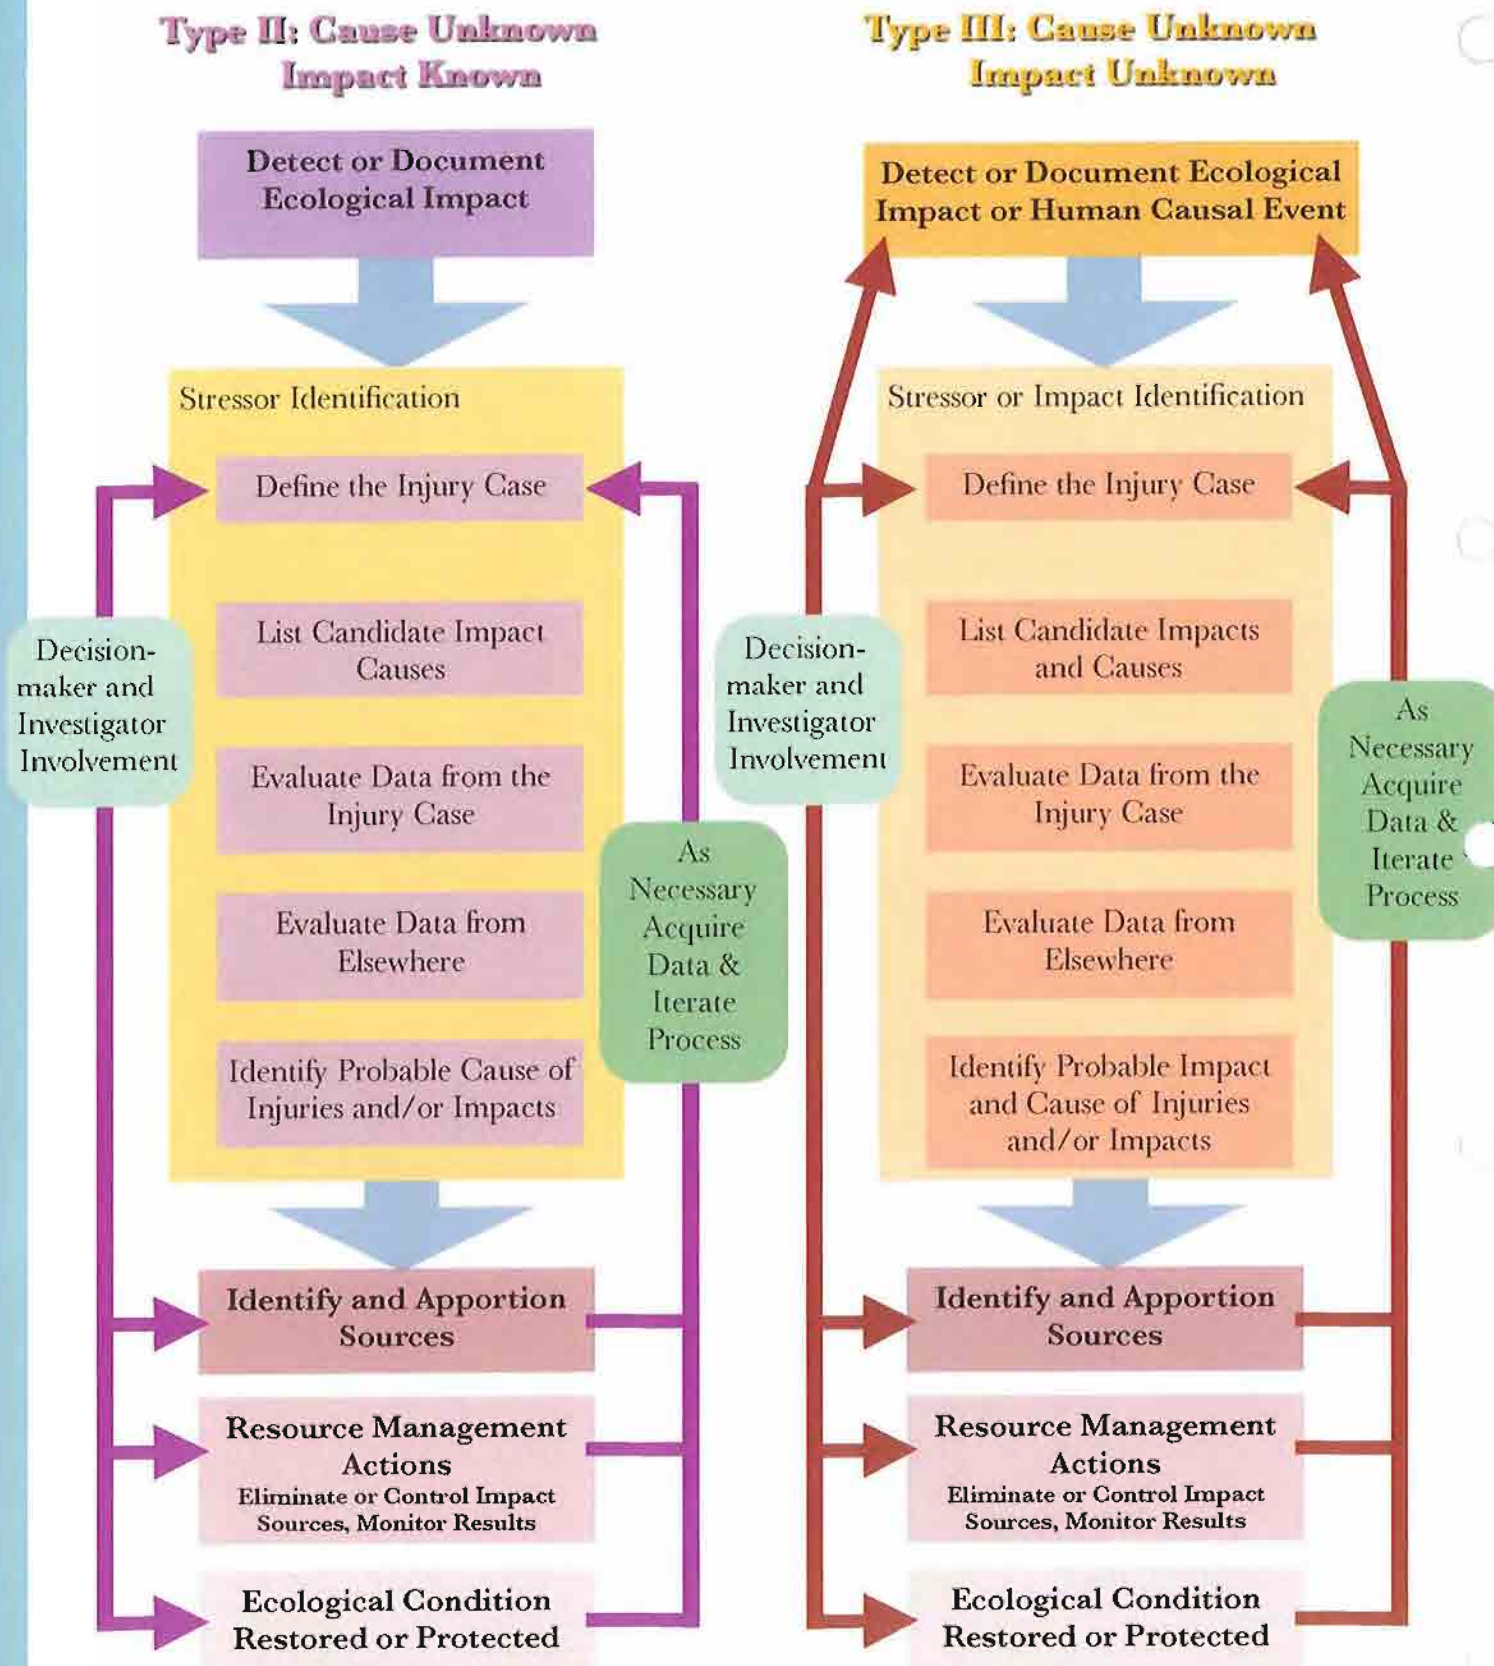 Type II: Cause Unknown
Impact Known
Detect or Document
Ecological Impact
Stressor Identification
Define the Injury Case
List Candidate Impact
Causes
Evaluate Data from the
Injury Case
Evaluate Data from
Elsewhere
Identify Probable Cause of
Injuries and/or Impacts
Decision-
maker and
Investigator
Involvement
As
Necessary
Acquire
Data &
Iterate
Process
Identify and Apportion
Sources
Resource Management
Actions
Eliminate or Control Impact
Sources, Monitor Results
Ecological Condition
Restored or Protected
Type III: Cause Unknown
Impact Unknown
Detect or Document Ecological
Impact or Human Causal Event
Stressor or Impact Identification
Define the Injury Case
List Candidate Impacts
and Causes
Evaluate Data from the
Injury Case
Evaluate Data from
Elsewhere
Identify Probable Impact
and Cause of Injuries
and/or Impacts
Decision-
maker and
Investigator
Involvement
As
Necessary
Acquire
Data &
Iterate
Process
Identify and Apportion
Sources
Resource Management
Actions
Eliminate or Control Impact
Sources, Monitor Results
Ecological Condition
Restored or Protected